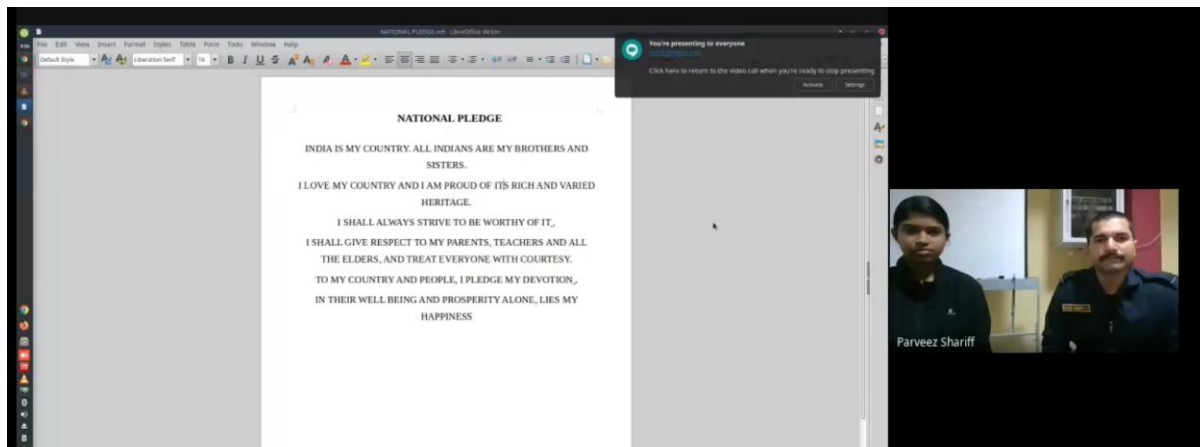 NATIONAL PLEDGE.odt - LibreOffice Writer
File Edit View Insert Format Styles Table Form Tools Window Help
Default Style Liberation Serif 16
You're presenting to everyone
meet.google.com
Click here to return to the video call when you're ready to stop presenting
Activate Settings
NATIONAL PLEDGE
INDIA IS MY COUNTRY. ALL INDIANS ARE MY BROTHERS AND
SISTERS.
I LOVE MY COUNTRY AND I AM PROUD OF ITS RICH AND VARIED
HERITAGE.
I SHALL ALWAYS STRIVE TO BE WORTHY OF IT,.
I SHALL GIVE RESPECT TO MY PARENTS, TEACHERS AND ALL
THE ELDERS, AND TREAT EVERYONE WITH COURTESY.
TO MY COUNTRY AND PEOPLE, I PLEDGE MY DEVOTION,.
IN THEIR WELL BEING AND PROSPERITY ALONE, LIES MY
HAPPINESS
Parveez Shariff